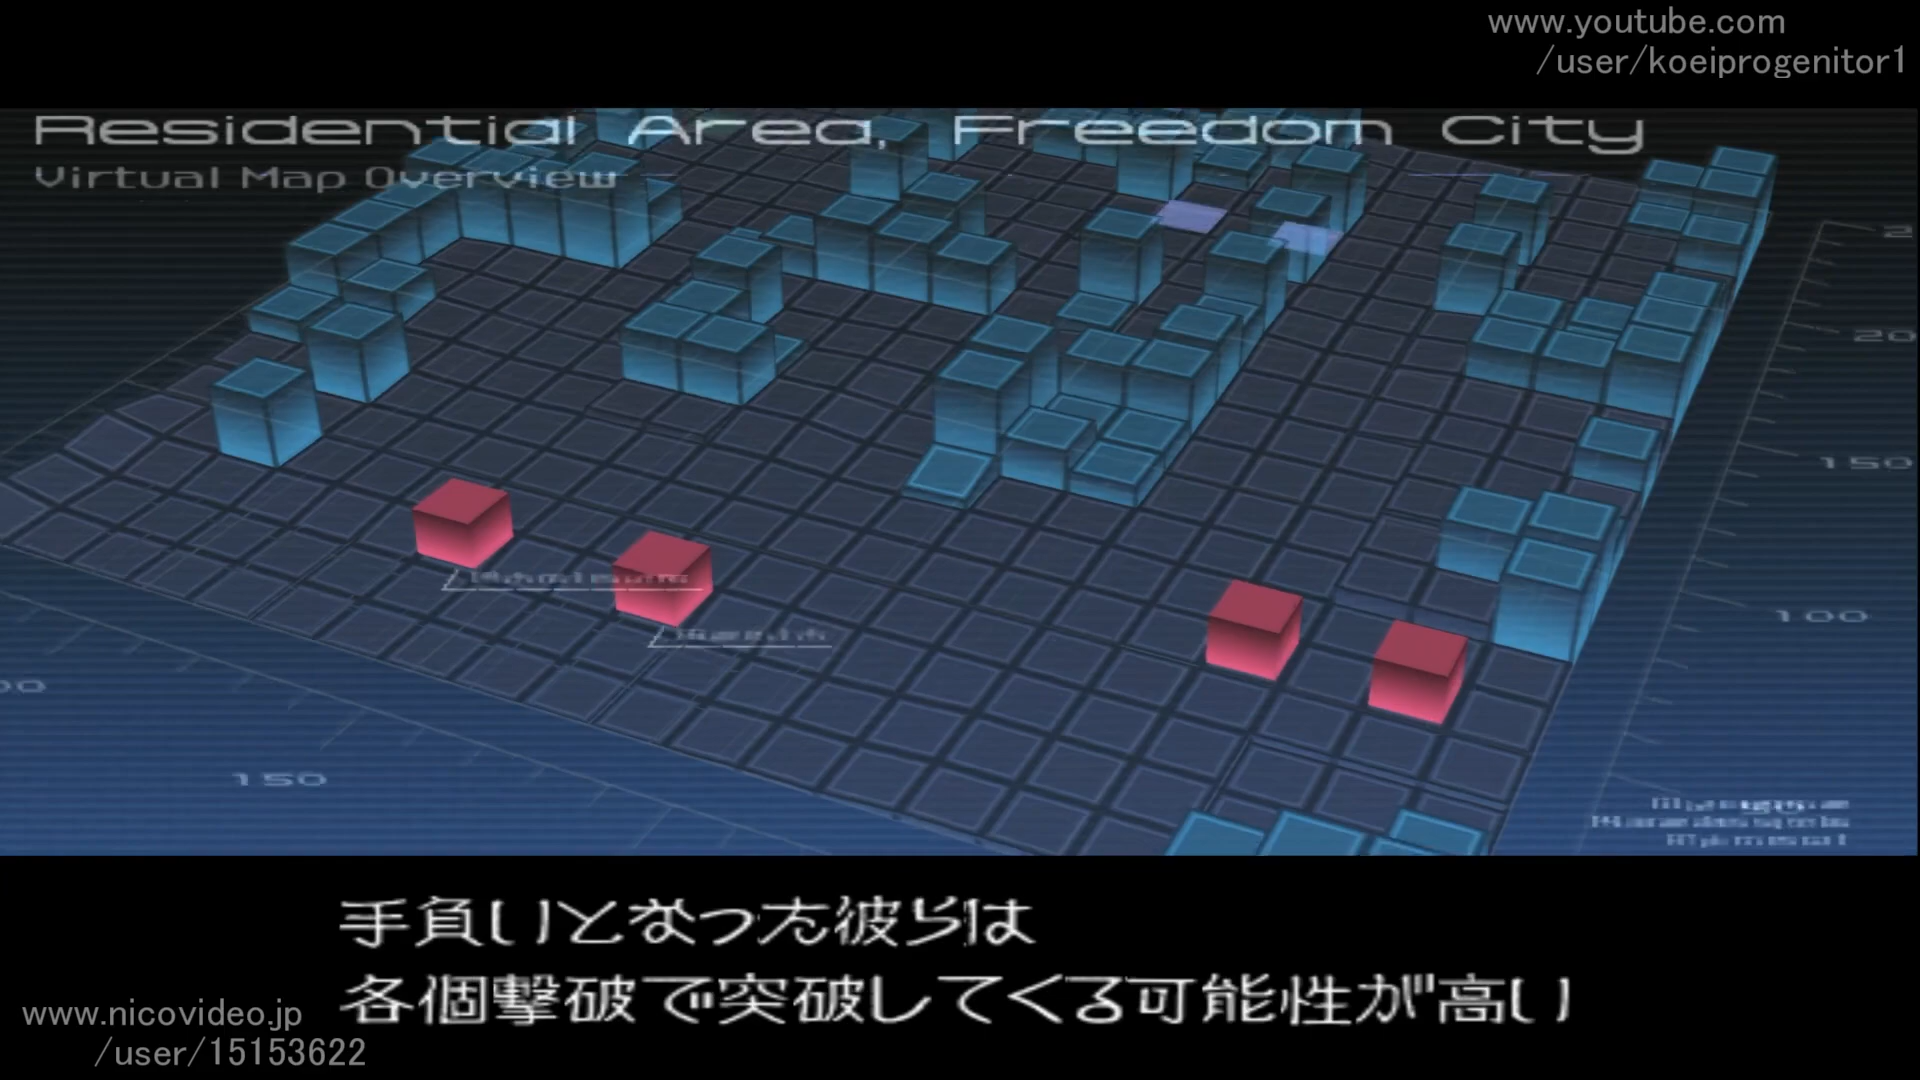 www.youtube.com
/user/koeiprogenitor1
Residential Area, Freedom City
Virtual Map Overview
20
150
100
150
手負いとなった彼らは
各個撃破で突破してくる可能性が高い
www.nicovideo.jp
/user/15153622